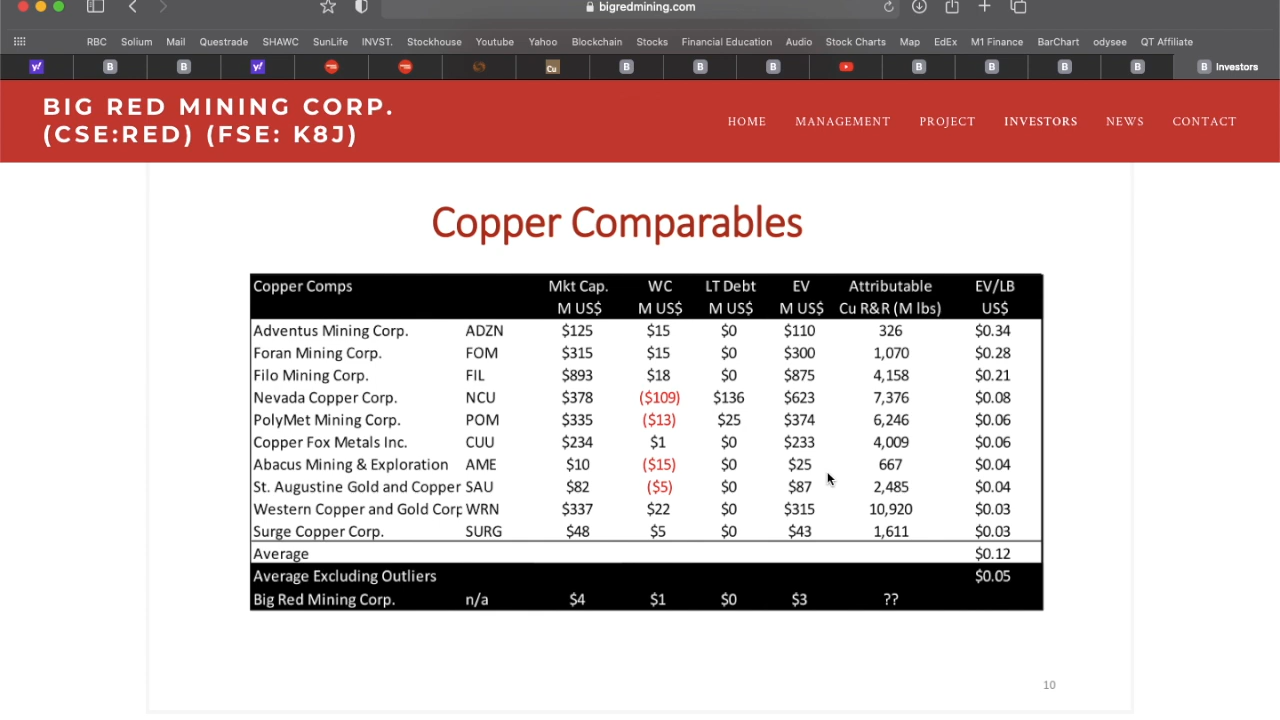 bigredmining.com
RBC Solium Mail Questrade SHAWC SunLife INVST. Stockhouse Youtube Yahoo Blockchain Stocks Financial Education Audio Stock Charts Map EdEx M1 Finance BarChart odysee QT Affiliate
y! B B y! Cu B B B B B B B B Investors
BIG RED MINING CORP.
(CSE:RED) (FSE: K8J)
HOME MANAGEMENT PROJECT INVESTORS NEWS CONTACT
Copper Comparables
Copper Comps Mkt Cap. WC LT Debt EV Attributable EV/LB
M US$ M US$ M US$ M US$ Cu R&R (M lbs) US$
Adventus Mining Corp. ADZN $125 $15 $0 $110 326 $0.34
Foran Mining Corp. FOM $315 $15 $0 $300 1,070 $0.28
Filo Mining Corp. FIL $893 $18 $0 $875 4,158 $0.21
Nevada Copper Corp. NCU $378 ($109) $136 $623 7,376 $0.08
PolyMet Mining Corp. POM $335 ($13) $25 $374 6,246 $0.06
Copper Fox Metals Inc. CUU $234 $1 $0 $233 4,009 $0.06
Abacus Mining & Exploration AME $10 ($15) $0 $25 667 $0.04
St. Augustine Gold and Copper SAU $82 ($5) $0 $87 2,485 $0.04
Western Copper and Gold Corp WRN $337 $22 $0 $315 10,920 $0.03
Surge Copper Corp. SURG $48 $5 $0 $43 1,611 $0.03
Average $0.12
Average Excluding Outliers $0.05
Big Red Mining Corp. n/a $4 $1 $0 $3 ??
10